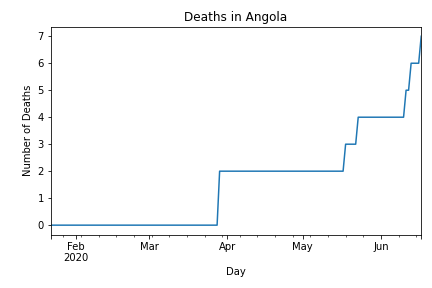 Deaths in Angola
7
6
5
4
3
2
1
0
Number of Deaths
Feb
2020
Mar
Apr
May
Jun
Day